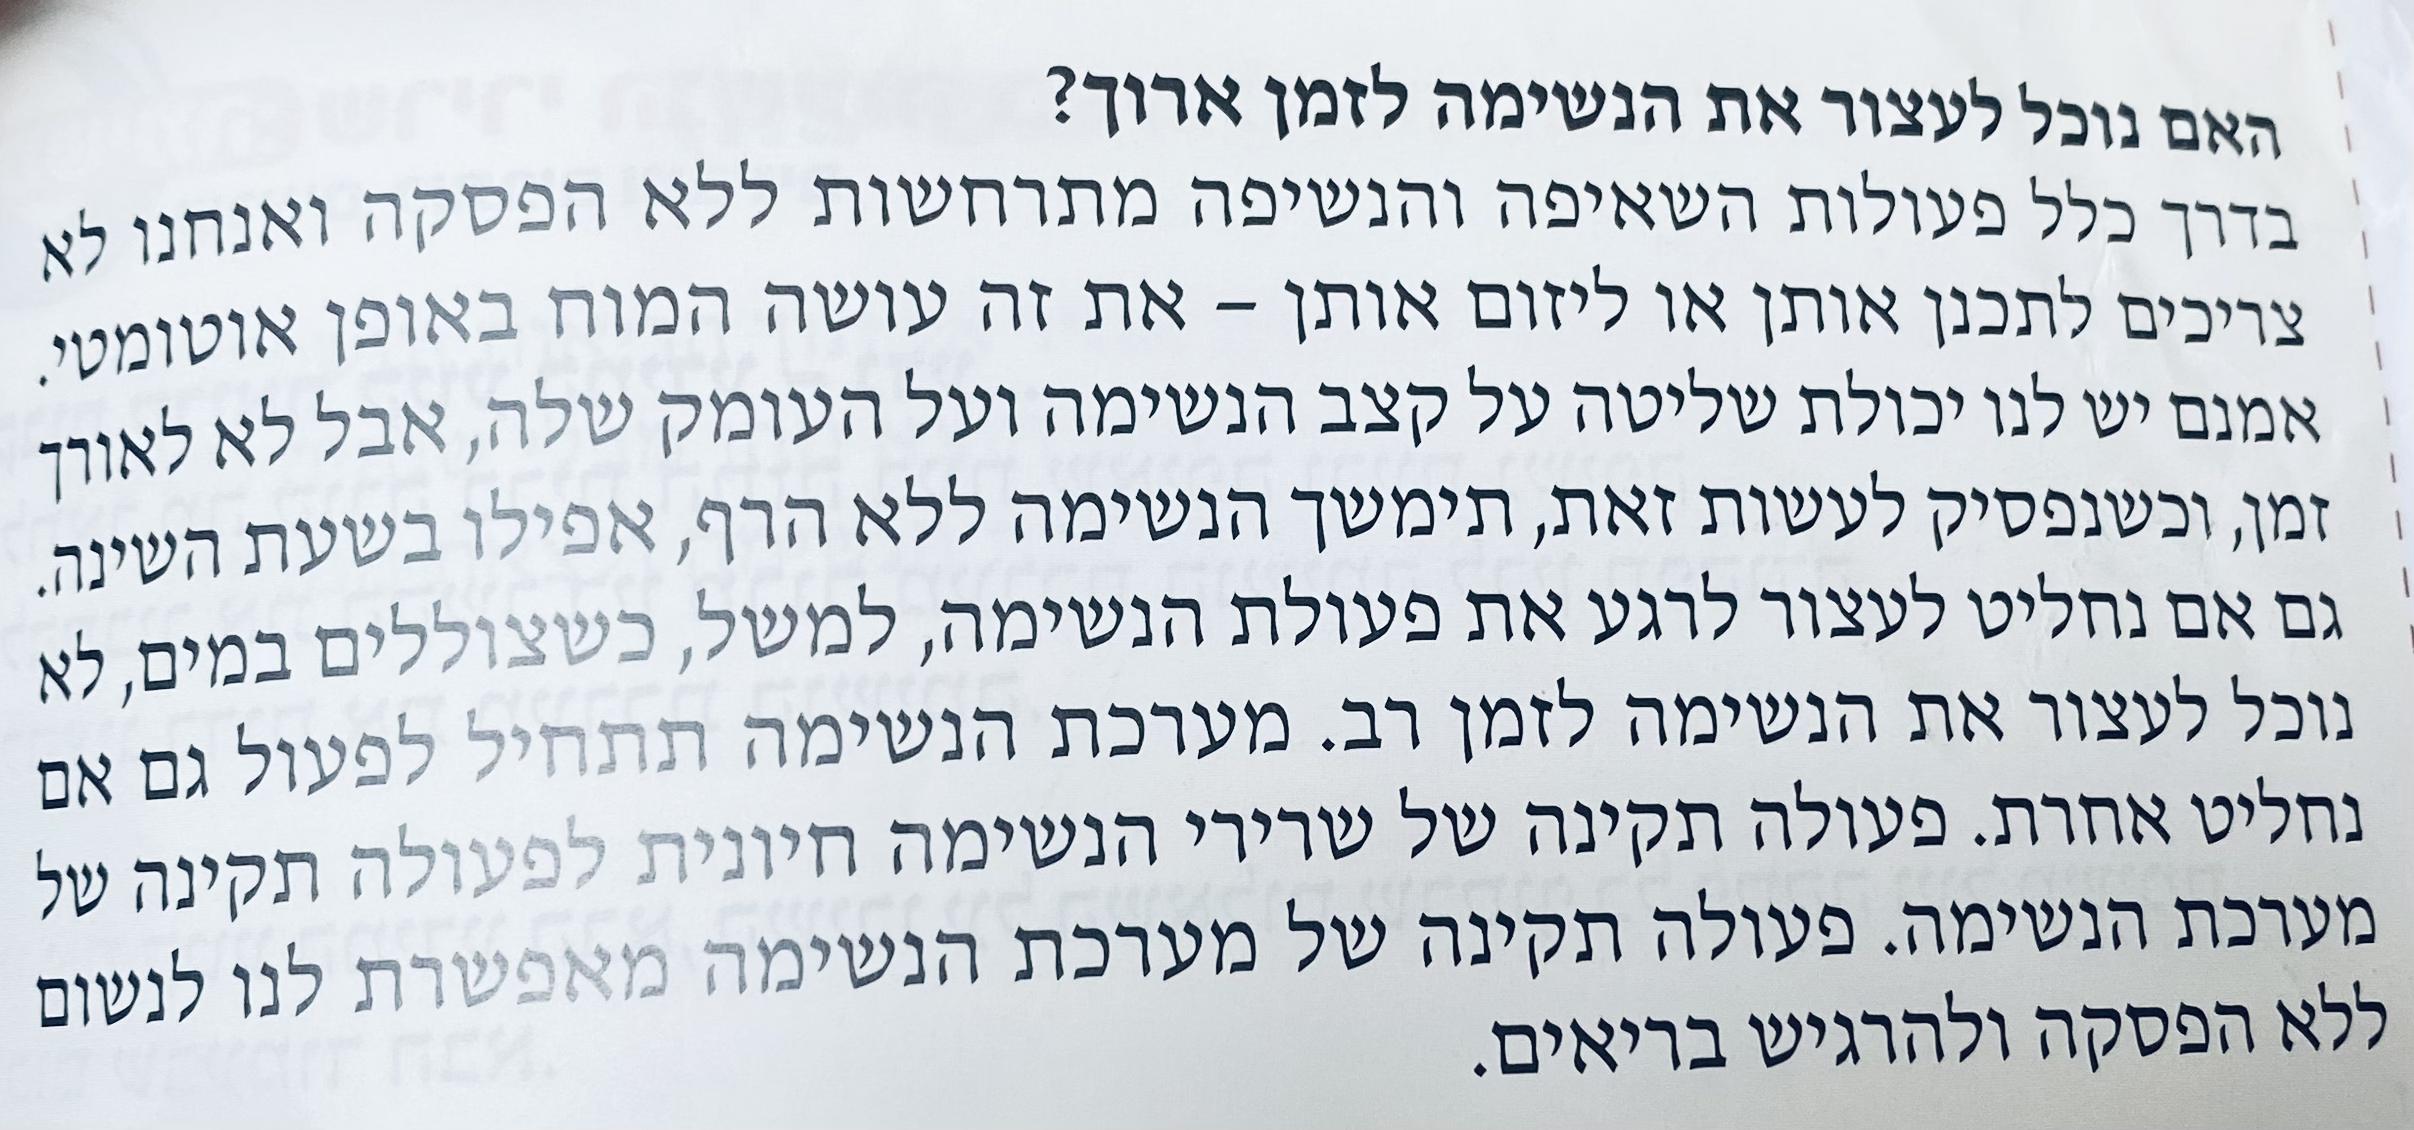 האם נוכל לעצור את הנשימה לזמן ארוך?
בדרך כלל פעולות השאיפה והנשיפה מתרחשות ללא הפסקה ואנחנו לא
צריכים לתכנן אותן או ליזום אותן – את זה עושה המוח באופן אוטומטי.
אמנם יש לנו יכולת שליטה על קצב הנשימה ועל העומק שלה, אבל לא לאורך
זמן, וכשנפסיק לעשות זאת, תימשך הנשימה ללא הרף, אפילו בשעת השינה.
גם אם נחליט לעצור לרגע את פעולת הנשימה, למשל, כשצוללים במים, לא
נוכל לעצור את הנשימה לזמן רב. מערכת הנשימה תתחיל לפעול גם אם
נחליט אחרת. פעולה תקינה של שרירי הנשימה חיונית לפעולה תקינה של
מערכת הנשימה. פעולה תקינה של מערכת הנשימה מאפשרת לנו לנשום
ללא הפסקה ולהרגיש בריאים.